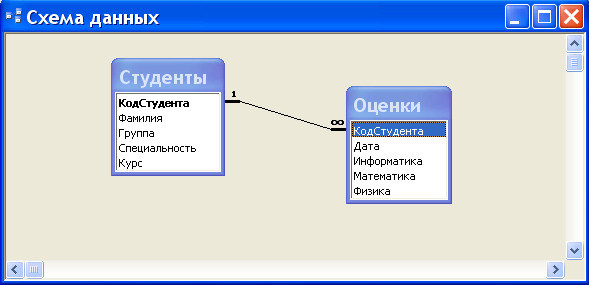 Схема данных
Студенты
КодСтудента
Фамилия
Группа
Специальность
Курс
1
∞
Оценки
КодСтудента
Дата
Информатика
Математика
Физика